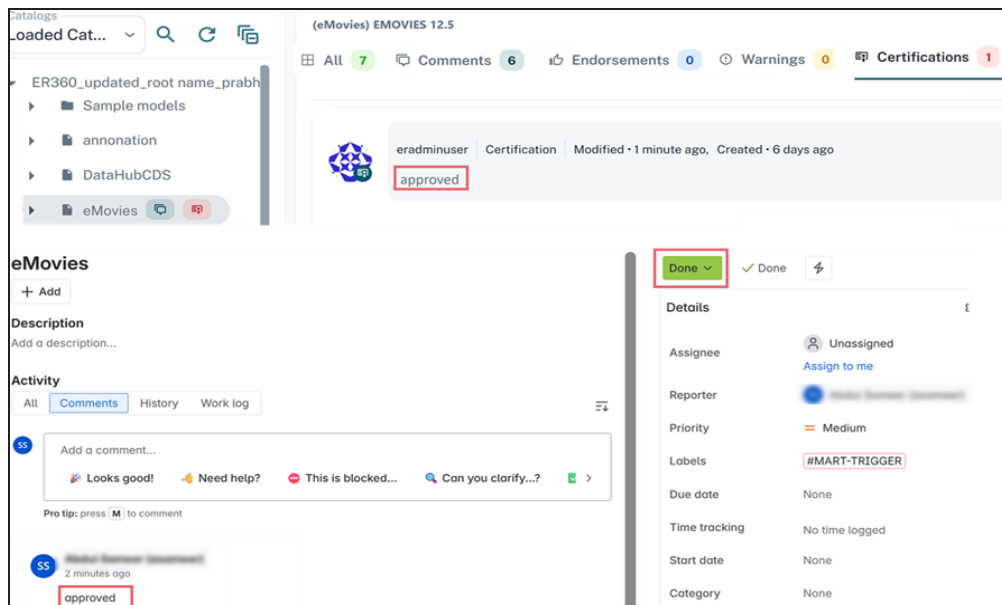 Catalogs
Loaded Cat...
(eMovies) EMOVIES 12.5
All 7 Comments 6 Endorsements 0 Warnings 0 Certifications 1
ER360_updated_root name_prabh
Sample models
annonation
DataHubCDS
eMovies
eradminuser Certification Modified • 1 minute ago, Created • 6 days ago
approved
eMovies
+ Add
Description
Add a description...
Activity
All Comments History Work log
SS
Add a comment...
Looks good! Need help? This is blocked... Can you clarify...?
Pro tip: press M to comment
SS
2 minutes ago
approved
Done Done
Details
Assignee Unassigned
Assign to me
Reporter
Priority Medium
Labels #MART-TRIGGER
Due date None
Time tracking No time logged
Start date None
Category None